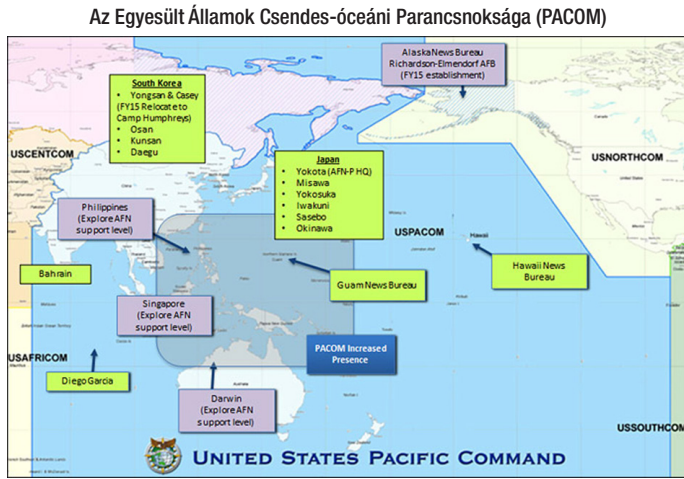 Az Egyesült Államok Csendes-óceáni Parancsnoksága (PACOM)
Alaska News Bureau
Richardson-Elmendorf AFB
(FY15 establishment)
South Korea
• Yongsan & Casey
(FY15 Relocate to
Camp Humphreys)
• Osan
• Kunsan
• Daegu
USCENTCOM
Japan
• Yokota (AFN-P HQ)
• Misawa
• Yokosuka
• Iwakuni
• Sasebo
• Okinawa
USNORTHCOM
Philippines
(Explore AFN
support level)
USPACOM
Hawaii
Bahrain
Guam News Bureau
Hawaii News
Bureau
Singapore
(Explore AFN
support level)
PACOM Increased
Presence
USAFRICOM
Diego Garcia
Darwin
(Explore AFN
support level)
USSOUTHCOM
UNITED STATES PACIFIC COMMAND